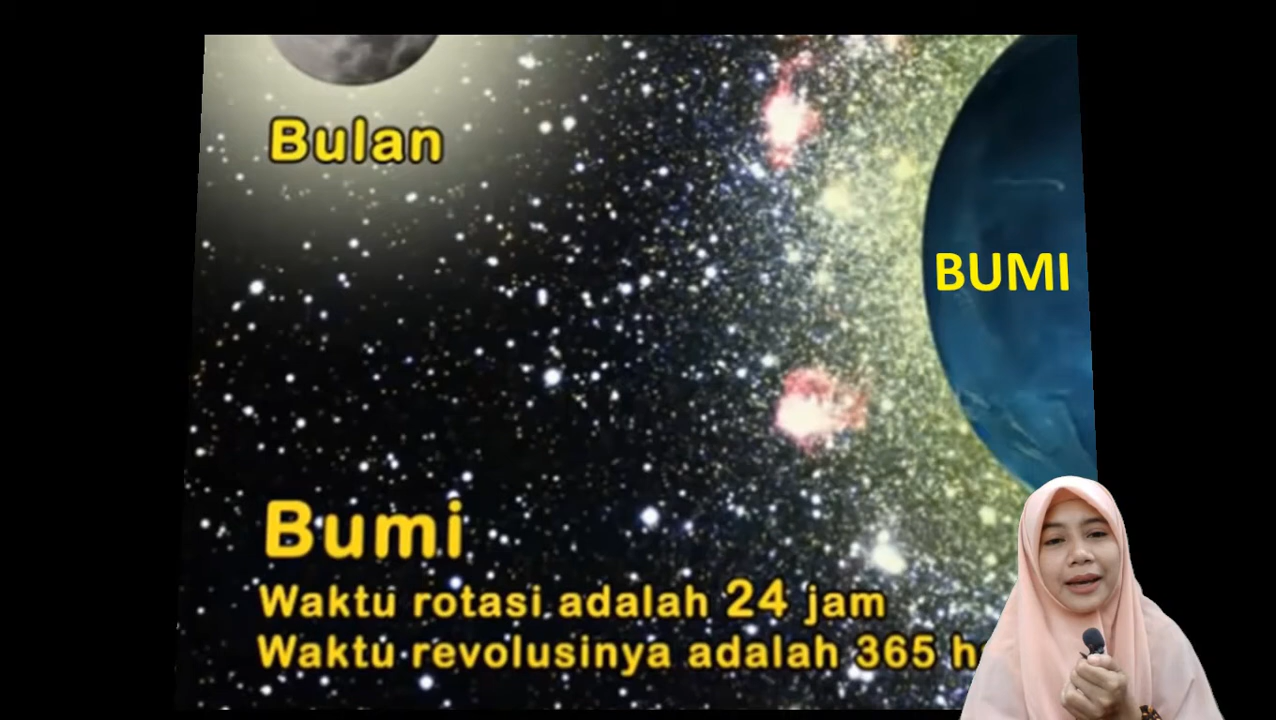 Bulan
BUMI
Bumi
Waktu rotasi adalah 24 jam
Waktu revolusinya adalah 365